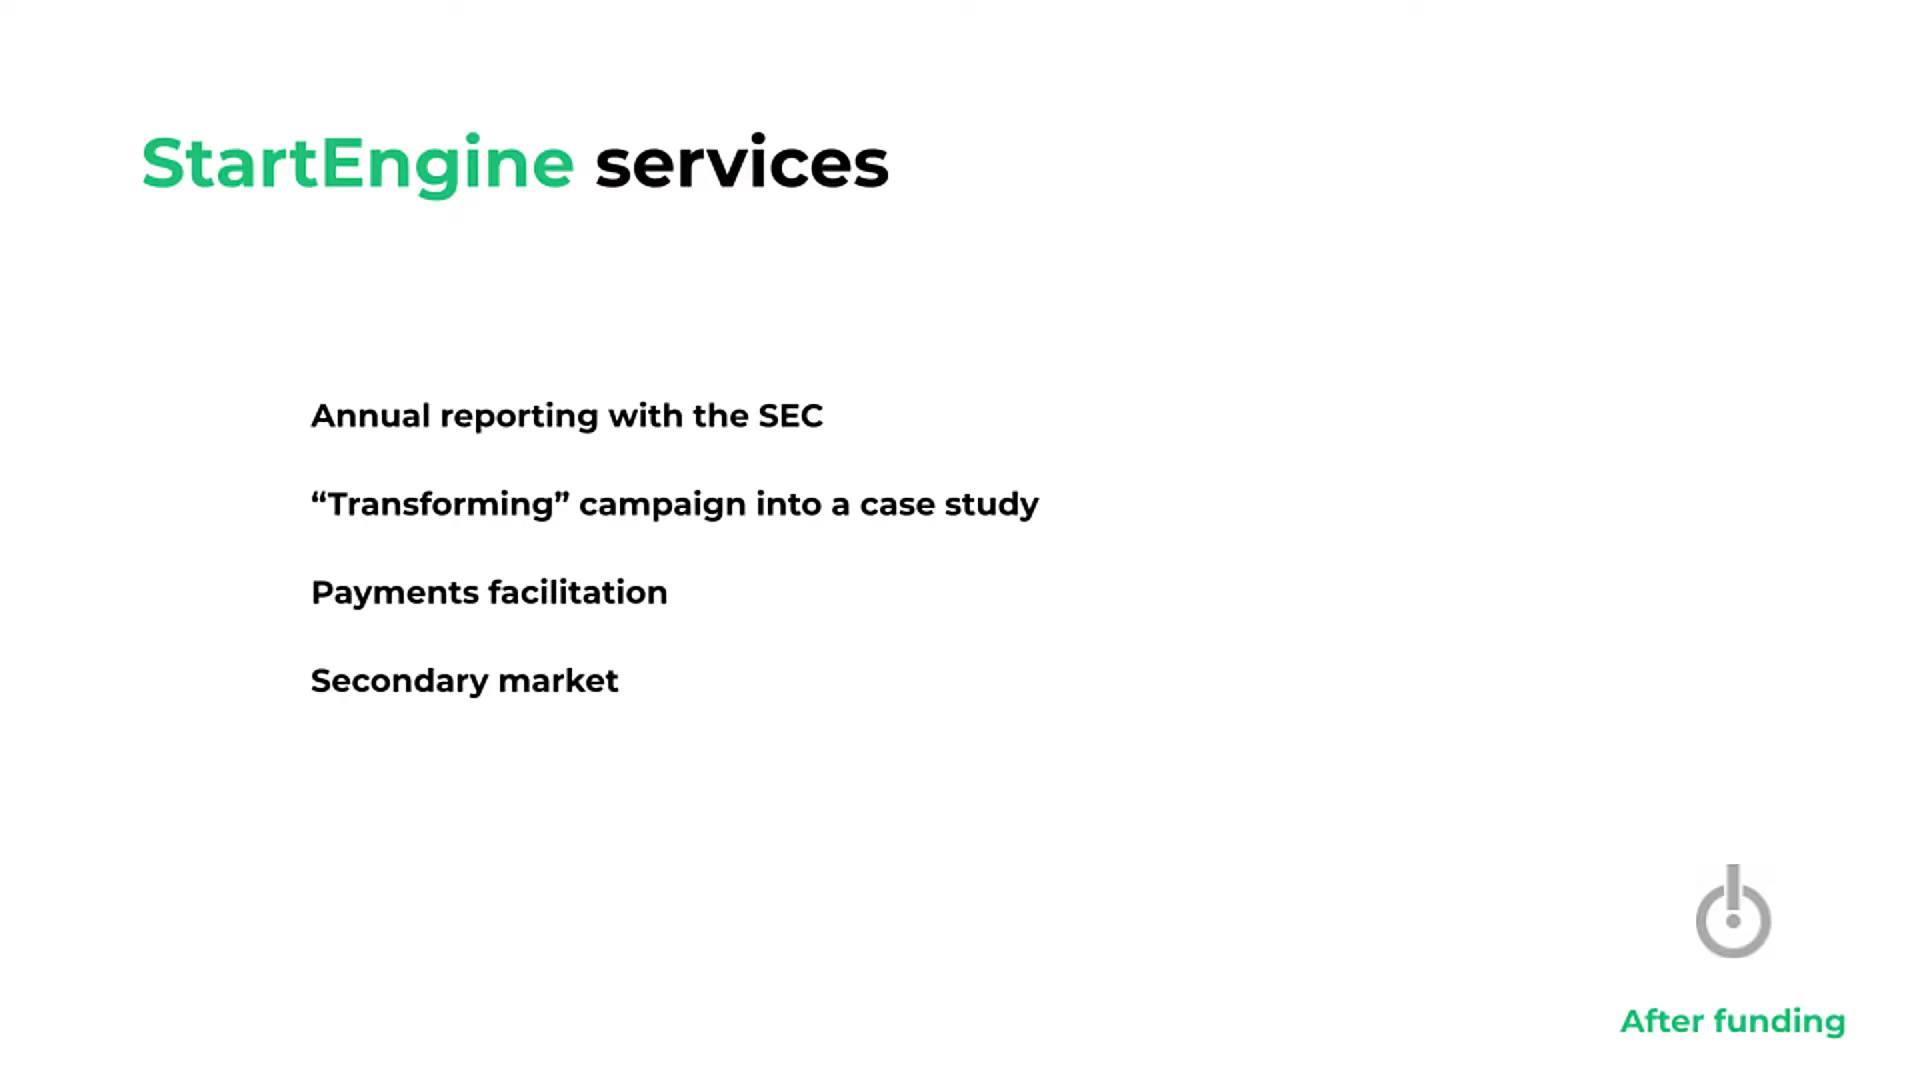 StartEngine services
Annual reporting with the SEC
“Transforming” campaign into a case study
Payments facilitation
Secondary market
After funding